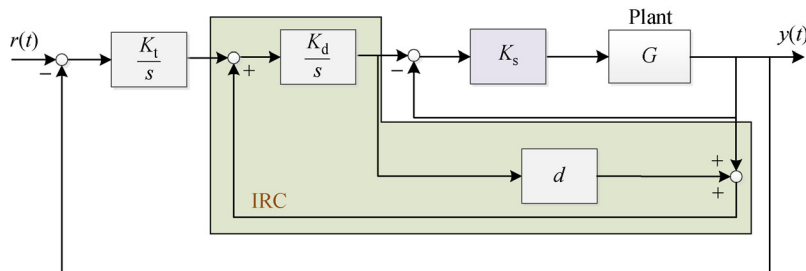 Plant
r(t)
K_t
s
+
K_d
s
−
K_s
G
y(t)
−
+
+
d
IRC